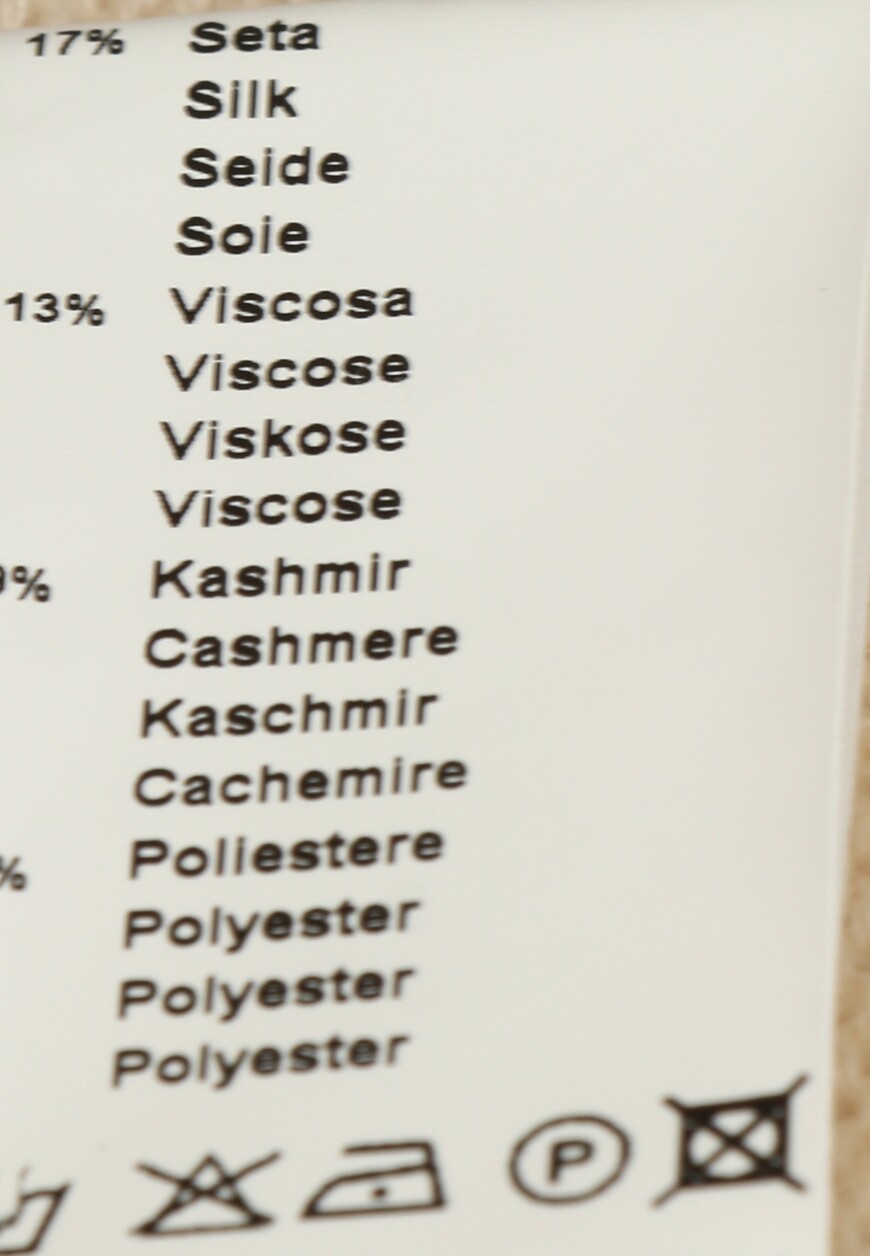 17% Seta
Silk
Seide
Soie
13% Viscosa
Viscose
Viskose
Viscose
Kashmir
Cashmere
Kaschmir
Cachemire
% Poliestere
Polyester
Polyester
Polyester
P